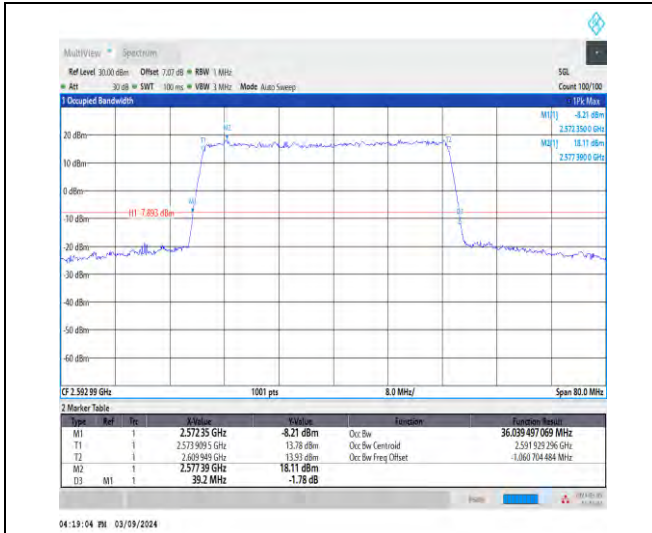 MultiView Spectrum
Ref Level 30.00 dBm Offset 7.07 dB RBW 1 MHz SGL
Att 30 dB SWT 100 ms VBW 3 MHz Mode Auto Sweep Count 100/100
1 Occupied Bandwidth 1Pk Max
M1[1] -8.21 dBm
2.572 3500 GHz
M2[1] 18.11 dBm
2.577 3900 GHz
20 dBm
T1
M2
T2
10 dBm
0 dBm
M1
H1 -7.893 dBm
-10 dBm
-20 dBm
-30 dBm
-40 dBm
-50 dBm
-60 dBm
CF 2.592 99 GHz 1001 pts 8.0 MHz/ Span 80.0 MHz
2 Marker Table
Type Ref Trc X-Value Y-Value Function Function Result
M1 1 2.572 35 GHz -8.21 dBm Occ Bw 36.039 497 069 MHz
T1 1 2.573 909 5 GHz 13.78 dBm Occ Bw Centroid 2.591 929 296 GHz
T2 1 2.609 949 GHz 13.93 dBm Occ Bw Freq Offset -1.060 704 484 MHz
M2 1 2.577 39 GHz 18.11 dBm
D3 M1 1 39.2 MHz -1.78 dB
04:19:04 PM 03/09/2024